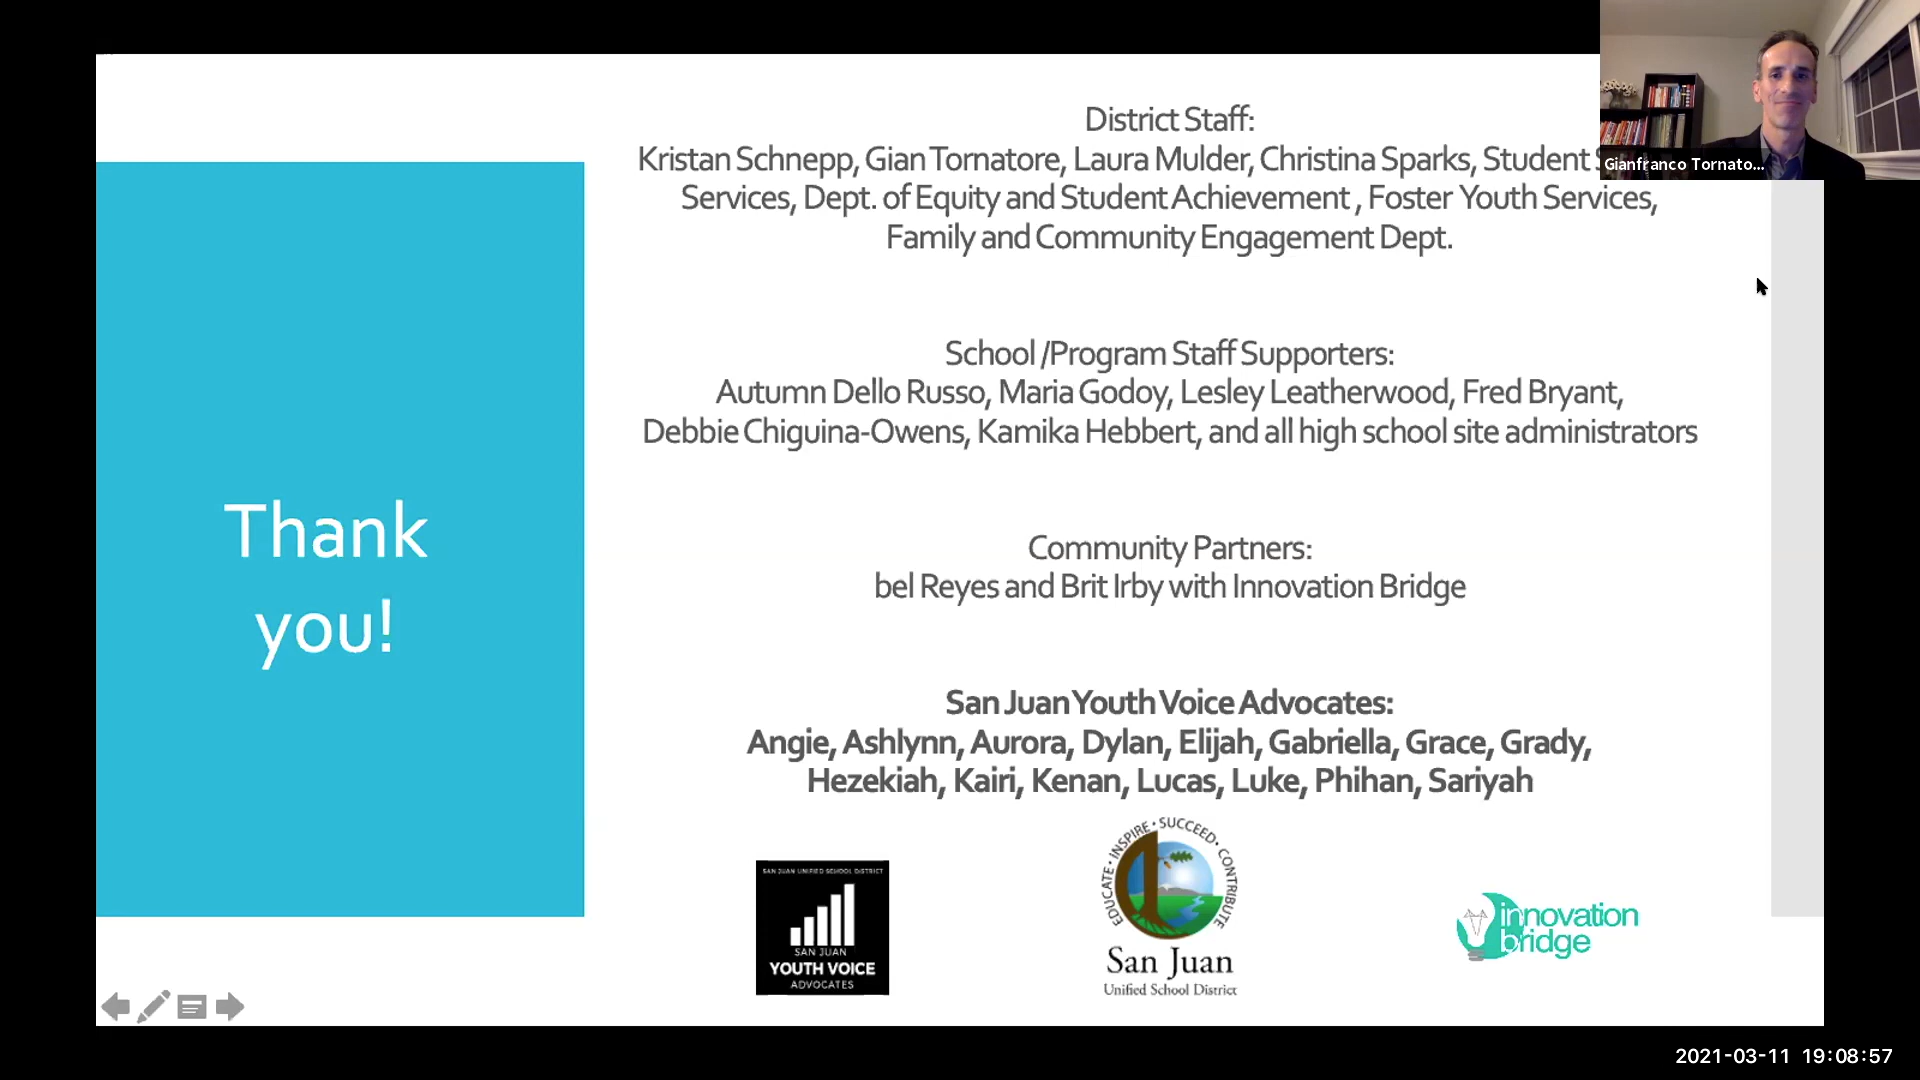 District Staff:
Kristan Schnepp, Gian Tornatore, Laura Mulder, Christina Sparks, Student
Services, Dept. of Equity and Student Achievement , Foster Youth Services,
Family and Community Engagement Dept.
Gianfranco Tornato...
School /Program Staff Supporters:
Autumn Dello Russo, Maria Godoy, Lesley Leatherwood, Fred Bryant,
Debbie Chiguina-Owens, Kamika Hebbert, and all high school site administrators
Thank
you!
Community Partners:
bel Reyes and Brit Irby with Innovation Bridge
San Juan Youth Voice Advocates:
Angie, Ashlynn, Aurora, Dylan, Elijah, Gabriella, Grace, Grady,
Hezekiah, Kairi, Kenan, Lucas, Luke, Phihan, Sariyah
SAN JUAN UNIFIED SCHOOL DISTRICT
SAN JUAN
YOUTH VOICE
ADVOCATES
EDUCATE • INSPIRE • SUCCEED • CONTRIBUTE
San Juan
Unified School District
innovation
bridge
2021-03-11 19:08:57